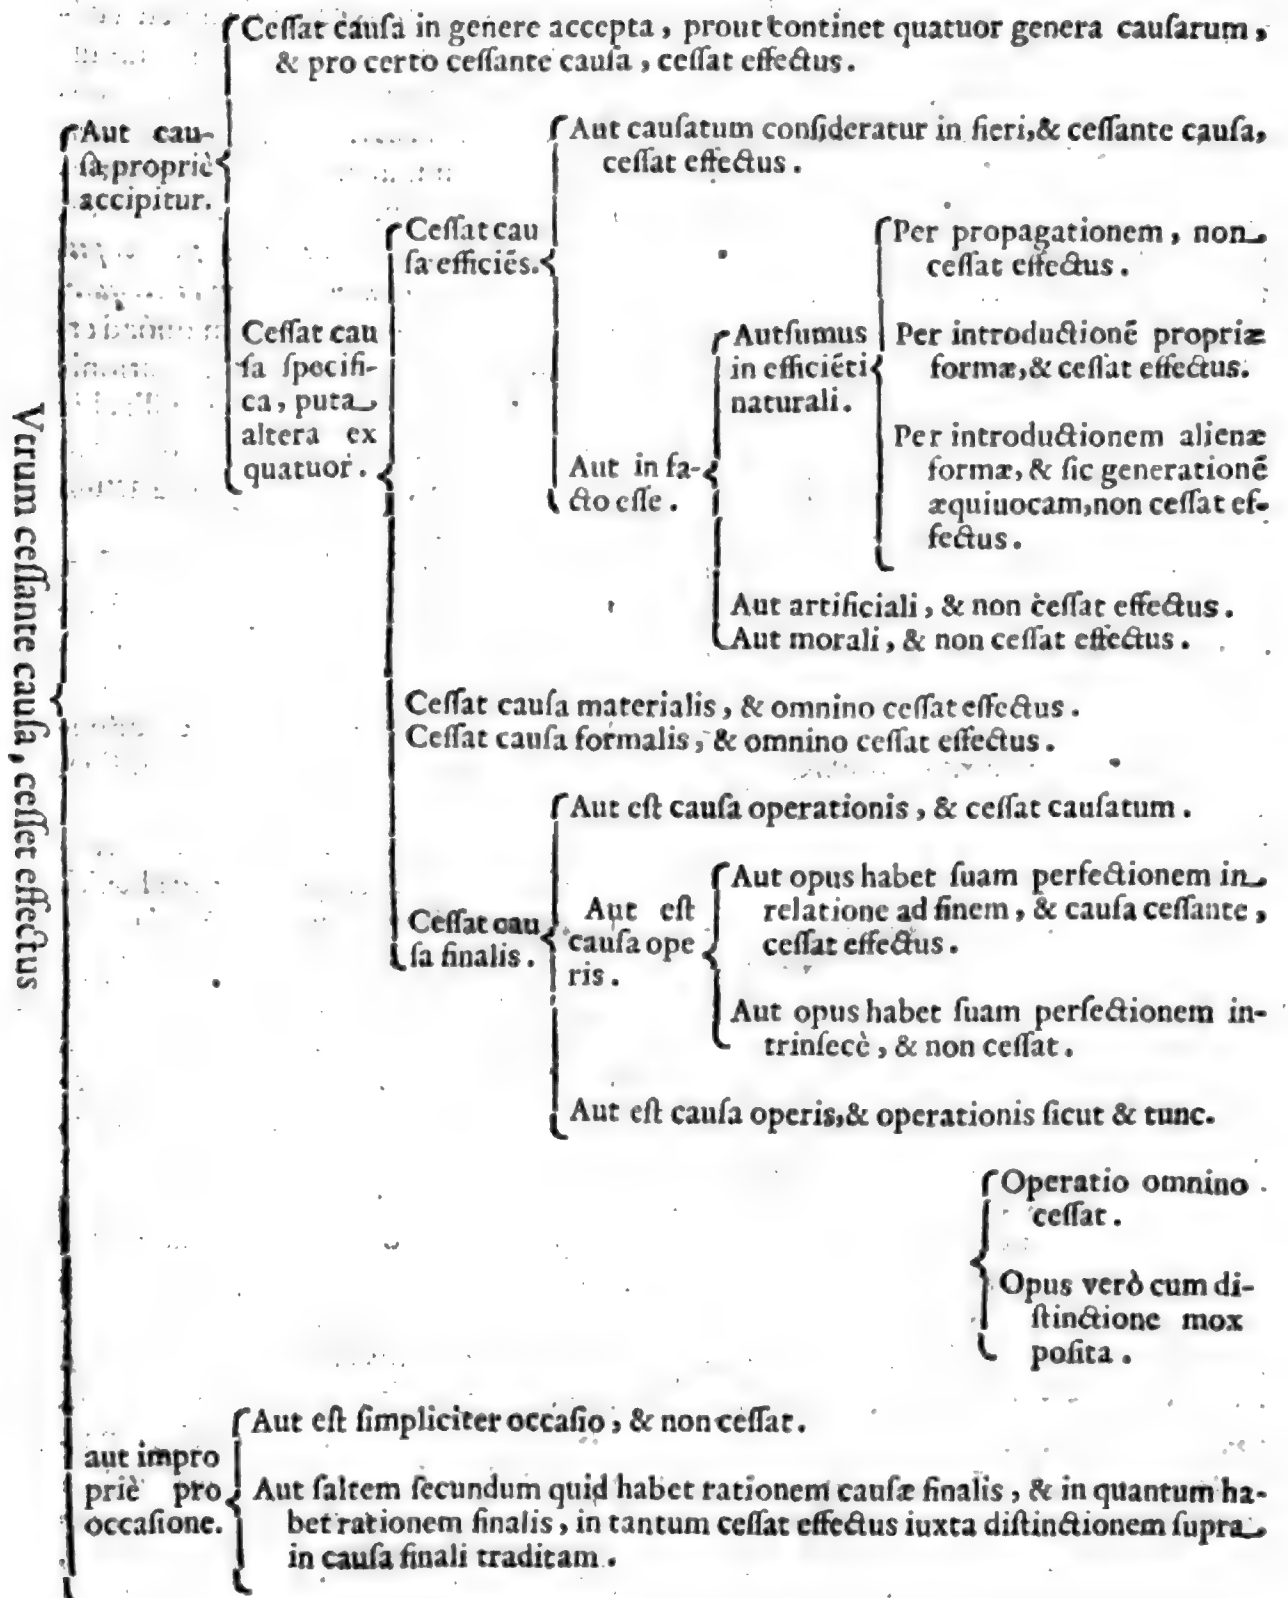 Vtrum ceſſante cauſa, ceſſet effectus
Aut cau-
ſa, propriè
accipitur.
Ceſſat cauſa in genere accepta, prout continet quatuor genera cauſarum,
& pro certo ceſſante cauſa, ceſſat effectus.
Ceſſat cau
ſa ſpecifi-
ca, puta
altera ex
quatuor.
Ceſſat cau
ſa efficiēs.
Aut cauſatum conſideratur in fieri, & ceſſante cauſa,
ceſſat effectus.
Aut in fa-
cto eſſe.
Aut ſumus
in efficiēti
naturali.
Per propagationem, non
ceſſat effectus.
Per introductionē propriæ
formæ, & ceſſat effectus.
Per introductionem alienæ
formæ, & ſic generationē
æquiuocam, non ceſſat ef-
fectus.
Aut artificiali, & non ceſſat effectus.
Aut morali, & non ceſſat effectus.
Ceſſat cauſa materialis, & omnino ceſſat effectus.
Ceſſat cauſa formalis, & omnino ceſſat effectus.
Ceſſat cau
ſa finalis.
Aut eſt cauſa operationis, & ceſſat cauſatum.
Aut eſt
cauſa ope
ris.
Aut opus habet ſuam perfectionem in
relatione ad finem, & cauſa ceſſante,
ceſſat effectus.
Aut opus habet ſuam perfectionem in-
trinſecè, & non ceſſat.
Aut eſt cauſa operis, & operationis ſicut & tunc.
Operatio omnino
ceſſat.
Opus verò cum di-
ſtinctione mox
poſita.
aut impro
priè pro
occaſione.
Aut eſt ſimpliciter occaſio, & non ceſſat.
Aut ſaltem ſecundum quid habet rationem cauſæ finalis, & in quantum ha-
bet rationem finalis, in tantum ceſſat effectus iuxta diſtinctionem ſupra
in cauſa finali traditam.